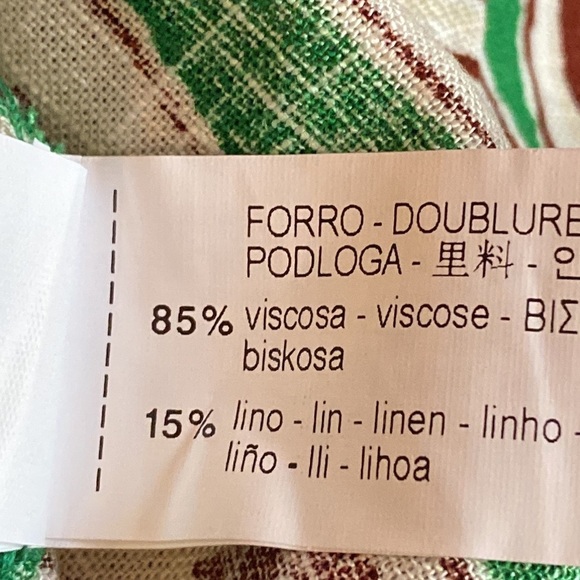 FORRO - DOUBLURE
PODLOGA - 里料 -
85% viscosa - viscose - ΒΙΣ
biskosa
15% lino - lin - linen - linho -
liño - lli - lihoa